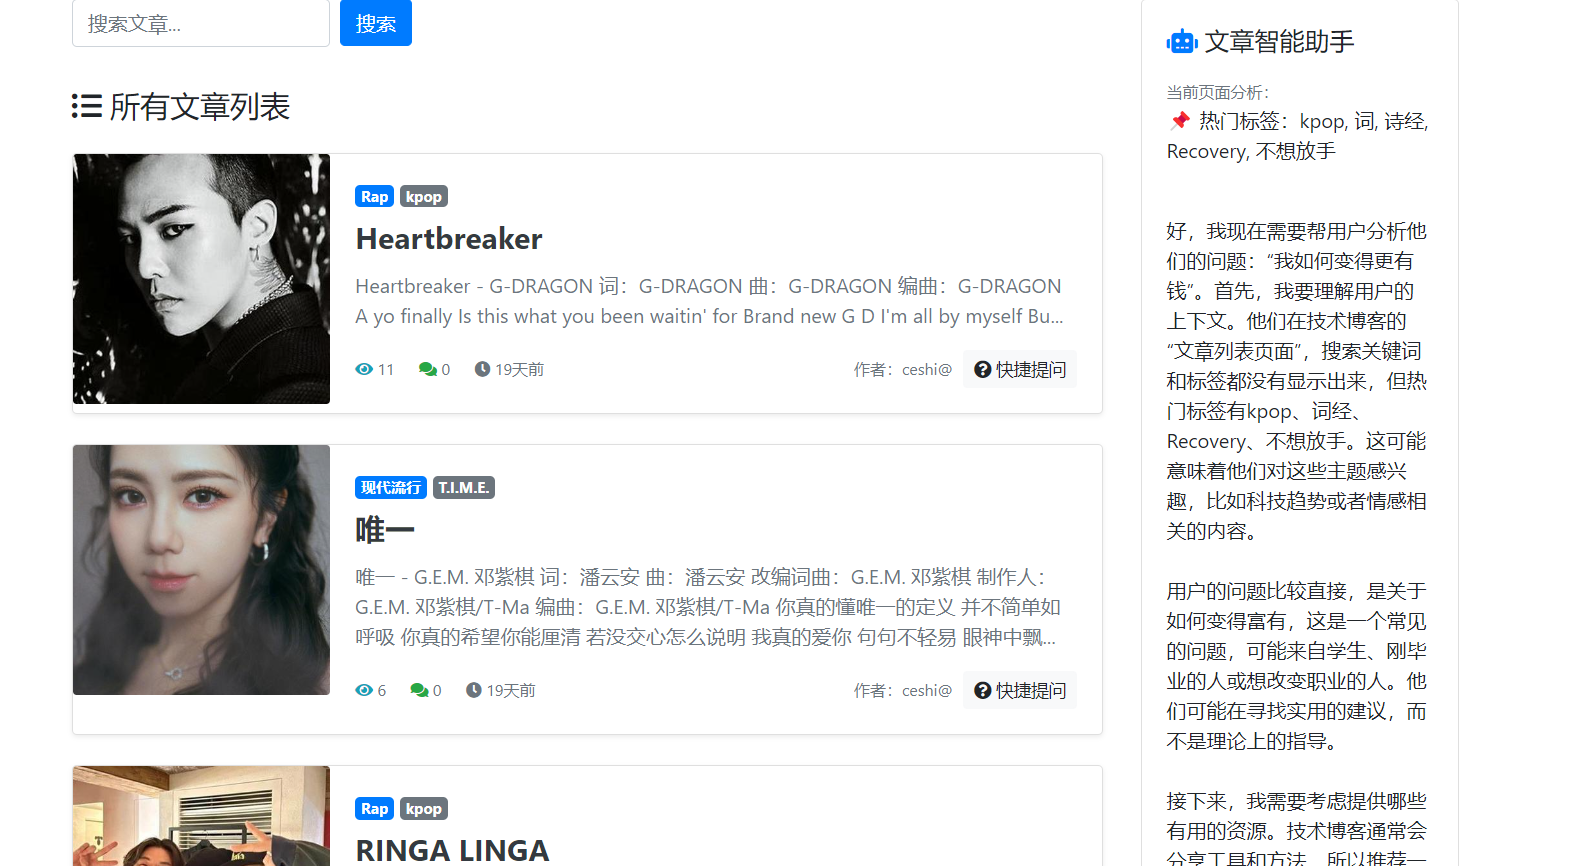 搜索文章...
搜索
所有文章列表
Rap kpop
Heartbreaker
Heartbreaker - G-DRAGON 词：G-DRAGON 曲：G-DRAGON 编曲：G-DRAGON
A yo finally Is this what you been waitin' for Brand new G D I'm all by myself Bu...
11 0 19天前 作者：ceshi@ 快捷提问
现代流行 T.I.M.E.
唯一
唯一 - G.E.M. 邓紫棋 词：潘云安 曲：潘云安 改编词曲：G.E.M. 邓紫棋 制作人：
G.E.M. 邓紫棋/T-Ma 编曲：G.E.M. 邓紫棋/T-Ma 你真的懂唯一的定义 并不简单如
呼吸 你真的希望你能厘清 若没交心怎么说明 我真的爱你 句句不轻易 眼神中飘...
6 0 19天前 作者：ceshi@ 快捷提问
Rap kpop
RINGA LINGA
文章智能助手
当前页面分析：
📌 热门标签：kpop, 词, 诗经,
Recovery, 不想放手
好，我现在需要帮用户分析他
们的问题：“我如何变得更有
钱”。首先，我要理解用户的
上下文。他们在技术博客的
“文章列表页面”，搜索关键词
和标签都没有显示出来，但热
门标签有kpop、词经、
Recovery、不想放手。这可能
意味着他们对这些主题感兴
趣，比如科技趋势或者情感相
关的内容。
用户的问题比较直接，是关于
如何变得富有，这是一个常见
的问题，可能来自学生、刚毕
业的人或想改变职业的人。他
们可能在寻找实用的建议，而
不是理论上的指导。
接下来，我需要考虑提供哪些
有用的资源。技术博客通常会
分享工具和方法，所以推荐一